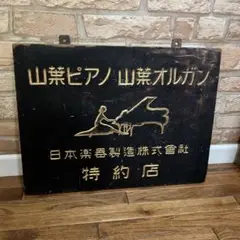 山葉ピアノ 山葉オルガン
日本楽器製造株式會社
特約店